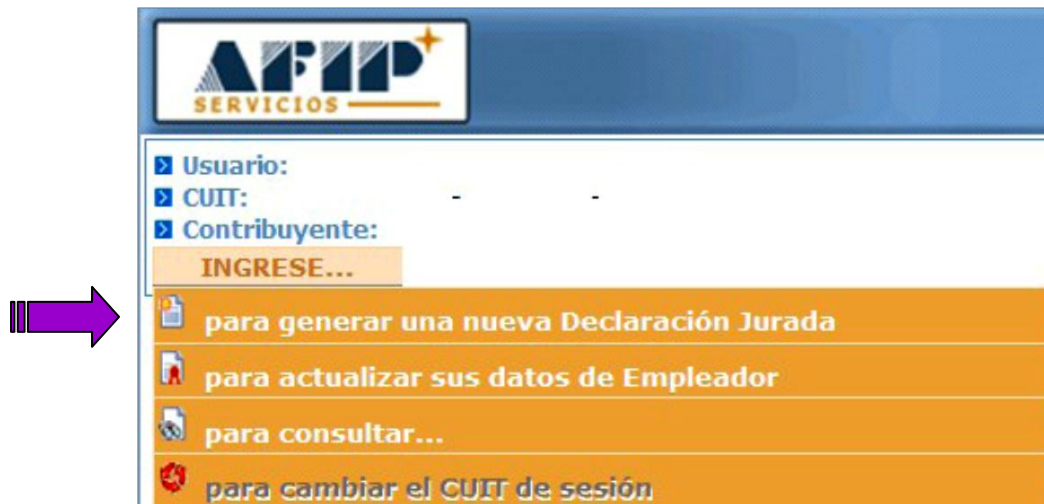 AFIP
SERVICIOS
Usuario:
CUIT: - -
Contribuyente:
INGRESE...
para generar una nueva Declaración Jurada
para actualizar sus datos de Empleador
para consultar...
para cambiar el CUIT de sesión